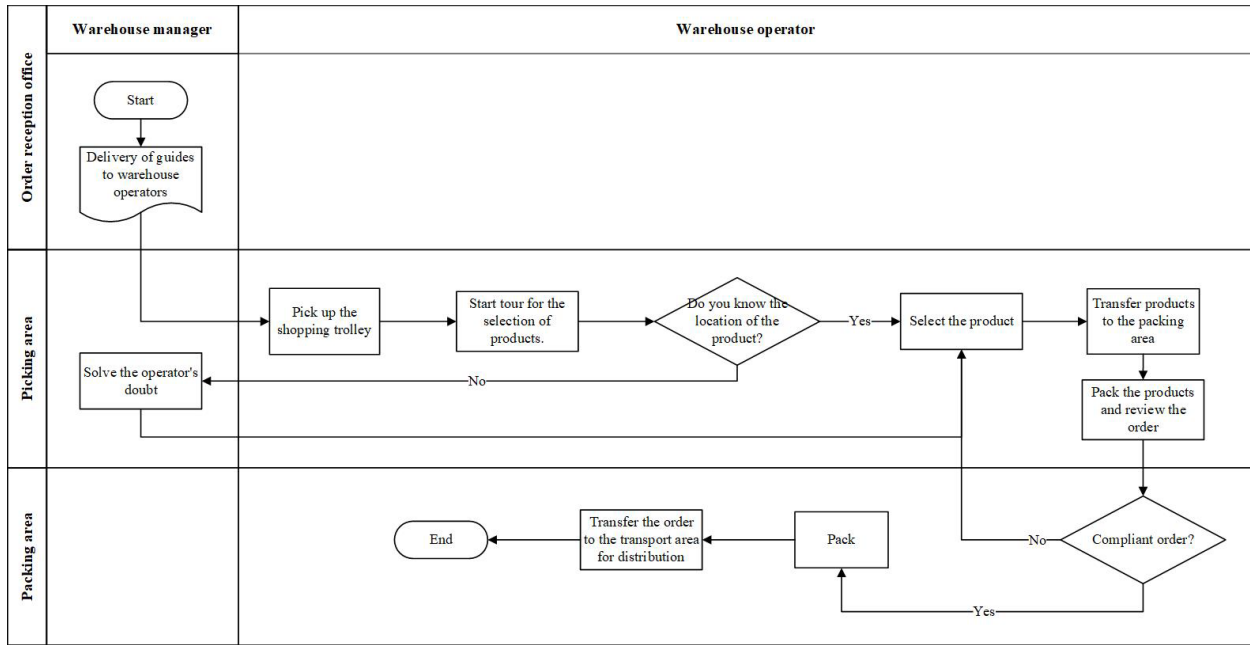 Warehouse manager
Warehouse operator
Order reception office
Start
Delivery of guides
to warehouse
operators
Picking area
Pick up the
shopping trolley
Start tour for the
selection of
products.
Do you know the
location of the
product?
Yes
Select the product
Transfer products
to the packing
area
Solve the operator's
doubt
No
Pack the products
and review the
order
Packing area
End
Transfer the order
to the transport area
for distribution
Pack
No
Compliant order?
Yes